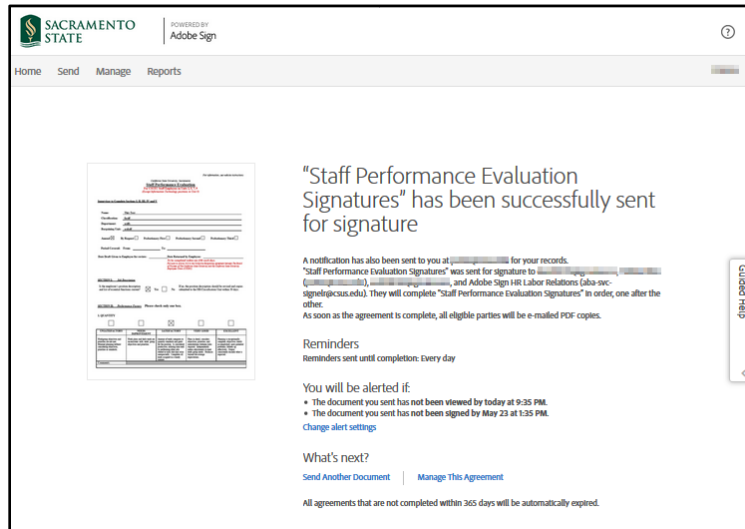 SACRAMENTO
STATE
POWERED BY
Adobe Sign
Home Send Manage Reports
Staff Performance Evaluation
"Staff Performance Evaluation
Signatures" has been successfully sent
for signature
A notification has also been sent to you at for your records.
"Staff Performance Evaluation Signatures" was sent for signature to
, and Adobe Sign HR Labor Relations (aba-svc-
signelr@csus.edu). They will complete "Staff Performance Evaluation Signatures" in order, one after the
other.
As soon as the agreement is complete, all eligible parties will be e-mailed PDF copies.
Reminders
Reminders sent until completion: Every day
You will be alerted if:
• The document you sent has not been viewed by today at 9:35 PM.
• The document you sent has not been signed by May 23 at 1:35 PM.
Change alert settings
What's next?
Send Another Document | Manage This Agreement
All agreements that are not completed within 365 days will be automatically expired.
Guided Help